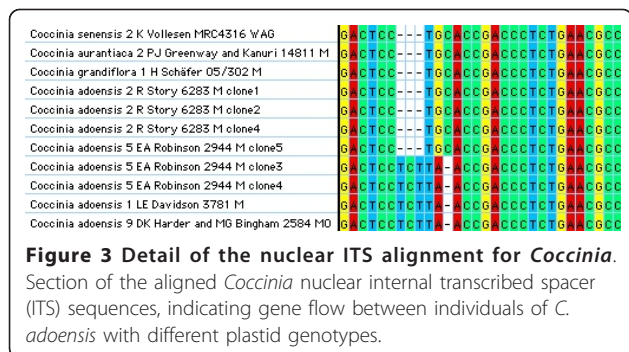 Coccinia senensis 2 K Vollesen MRC4316 WAG GACTCC---TGCACCGACCCTCTGAACGCC
Coccinia aurantiaca 2 PJ Greenway and Kanuri 14811 M GACTCC---TGCACCGACCCTCTGAACGCC
Coccinia grandiflora 1 H Schäfer 05/302 M GACTCC---TGCACCGACCCTCTGAACGCC
Coccinia adoensis 2 R Story 6283 M clone1 GACTCC---TGCACCGACCCTCTGAACGCC
Coccinia adoensis 2 R Story 6283 M clone2 GACTCC---TGCACCGACCCTCTGAACGCC
Coccinia adoensis 2 R Story 6283 M clone4 GACTCC---TGCACCGACCCTCTGAACGCC
Coccinia adoensis 5 EA Robinson 2944 M clone5 GACTCC---TGCACCGACCCTCTGAACGCC
Coccinia adoensis 5 EA Robinson 2944 M clone3 GACTCCTCTTA-ACCGACCCTCTGAACGCC
Coccinia adoensis 5 EA Robinson 2944 M clone4 GACTCCTCTTA-ACCGACCCTCTGAACGCC
Coccinia adoensis 1 LE Davidson 3781 M GACTCCTCTTA-ACCGACCCTCTGAACGCC
Coccinia adoensis 9 DK Harder and MG Bingham 2584 MO GACTCCTCTTA-ACCGACCCTCTGAACGCC
Figure 3 Detail of the nuclear ITS alignment for Coccinia.
Section of the aligned Coccinia nuclear internal transcribed spacer
(ITS) sequences, indicating gene flow between individuals of C.
adoensis with different plastid genotypes.